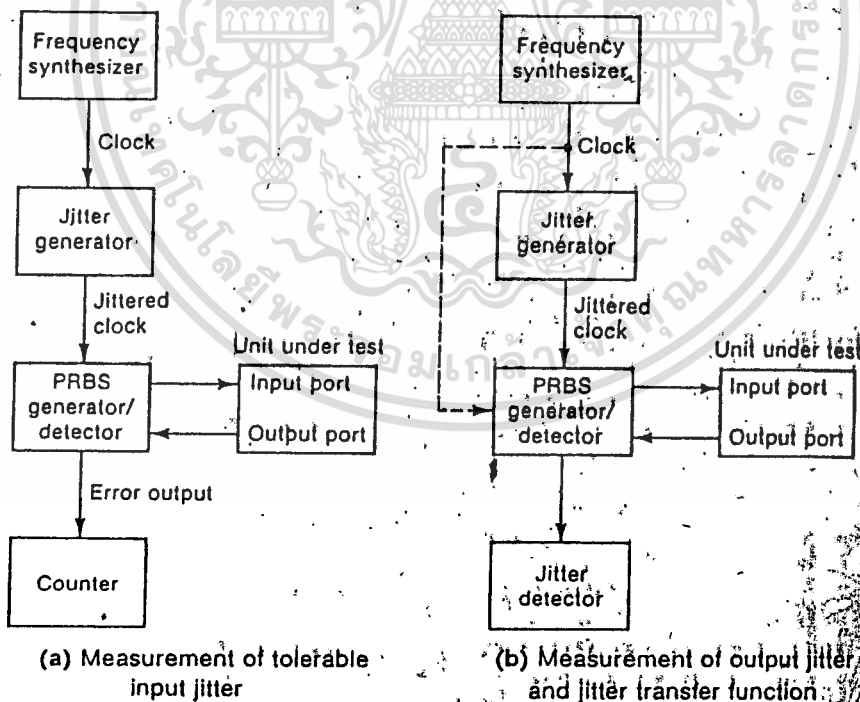 Frequency
synthesizer
Clock
Jitter
generator
Jittered
clock
PRBS
generator/
detector
Unit under test
Input port
Output port
Error output
Counter
(a) Measurement of tolerable
input jitter
Frequency
synthesizer
Clock
Jitter
generator
Jittered
clock
PRBS
generator/
detector
Unit under test
Input port
Output port
Jitter
detector
(b) Measurement of output jitter
and jitter transfer function